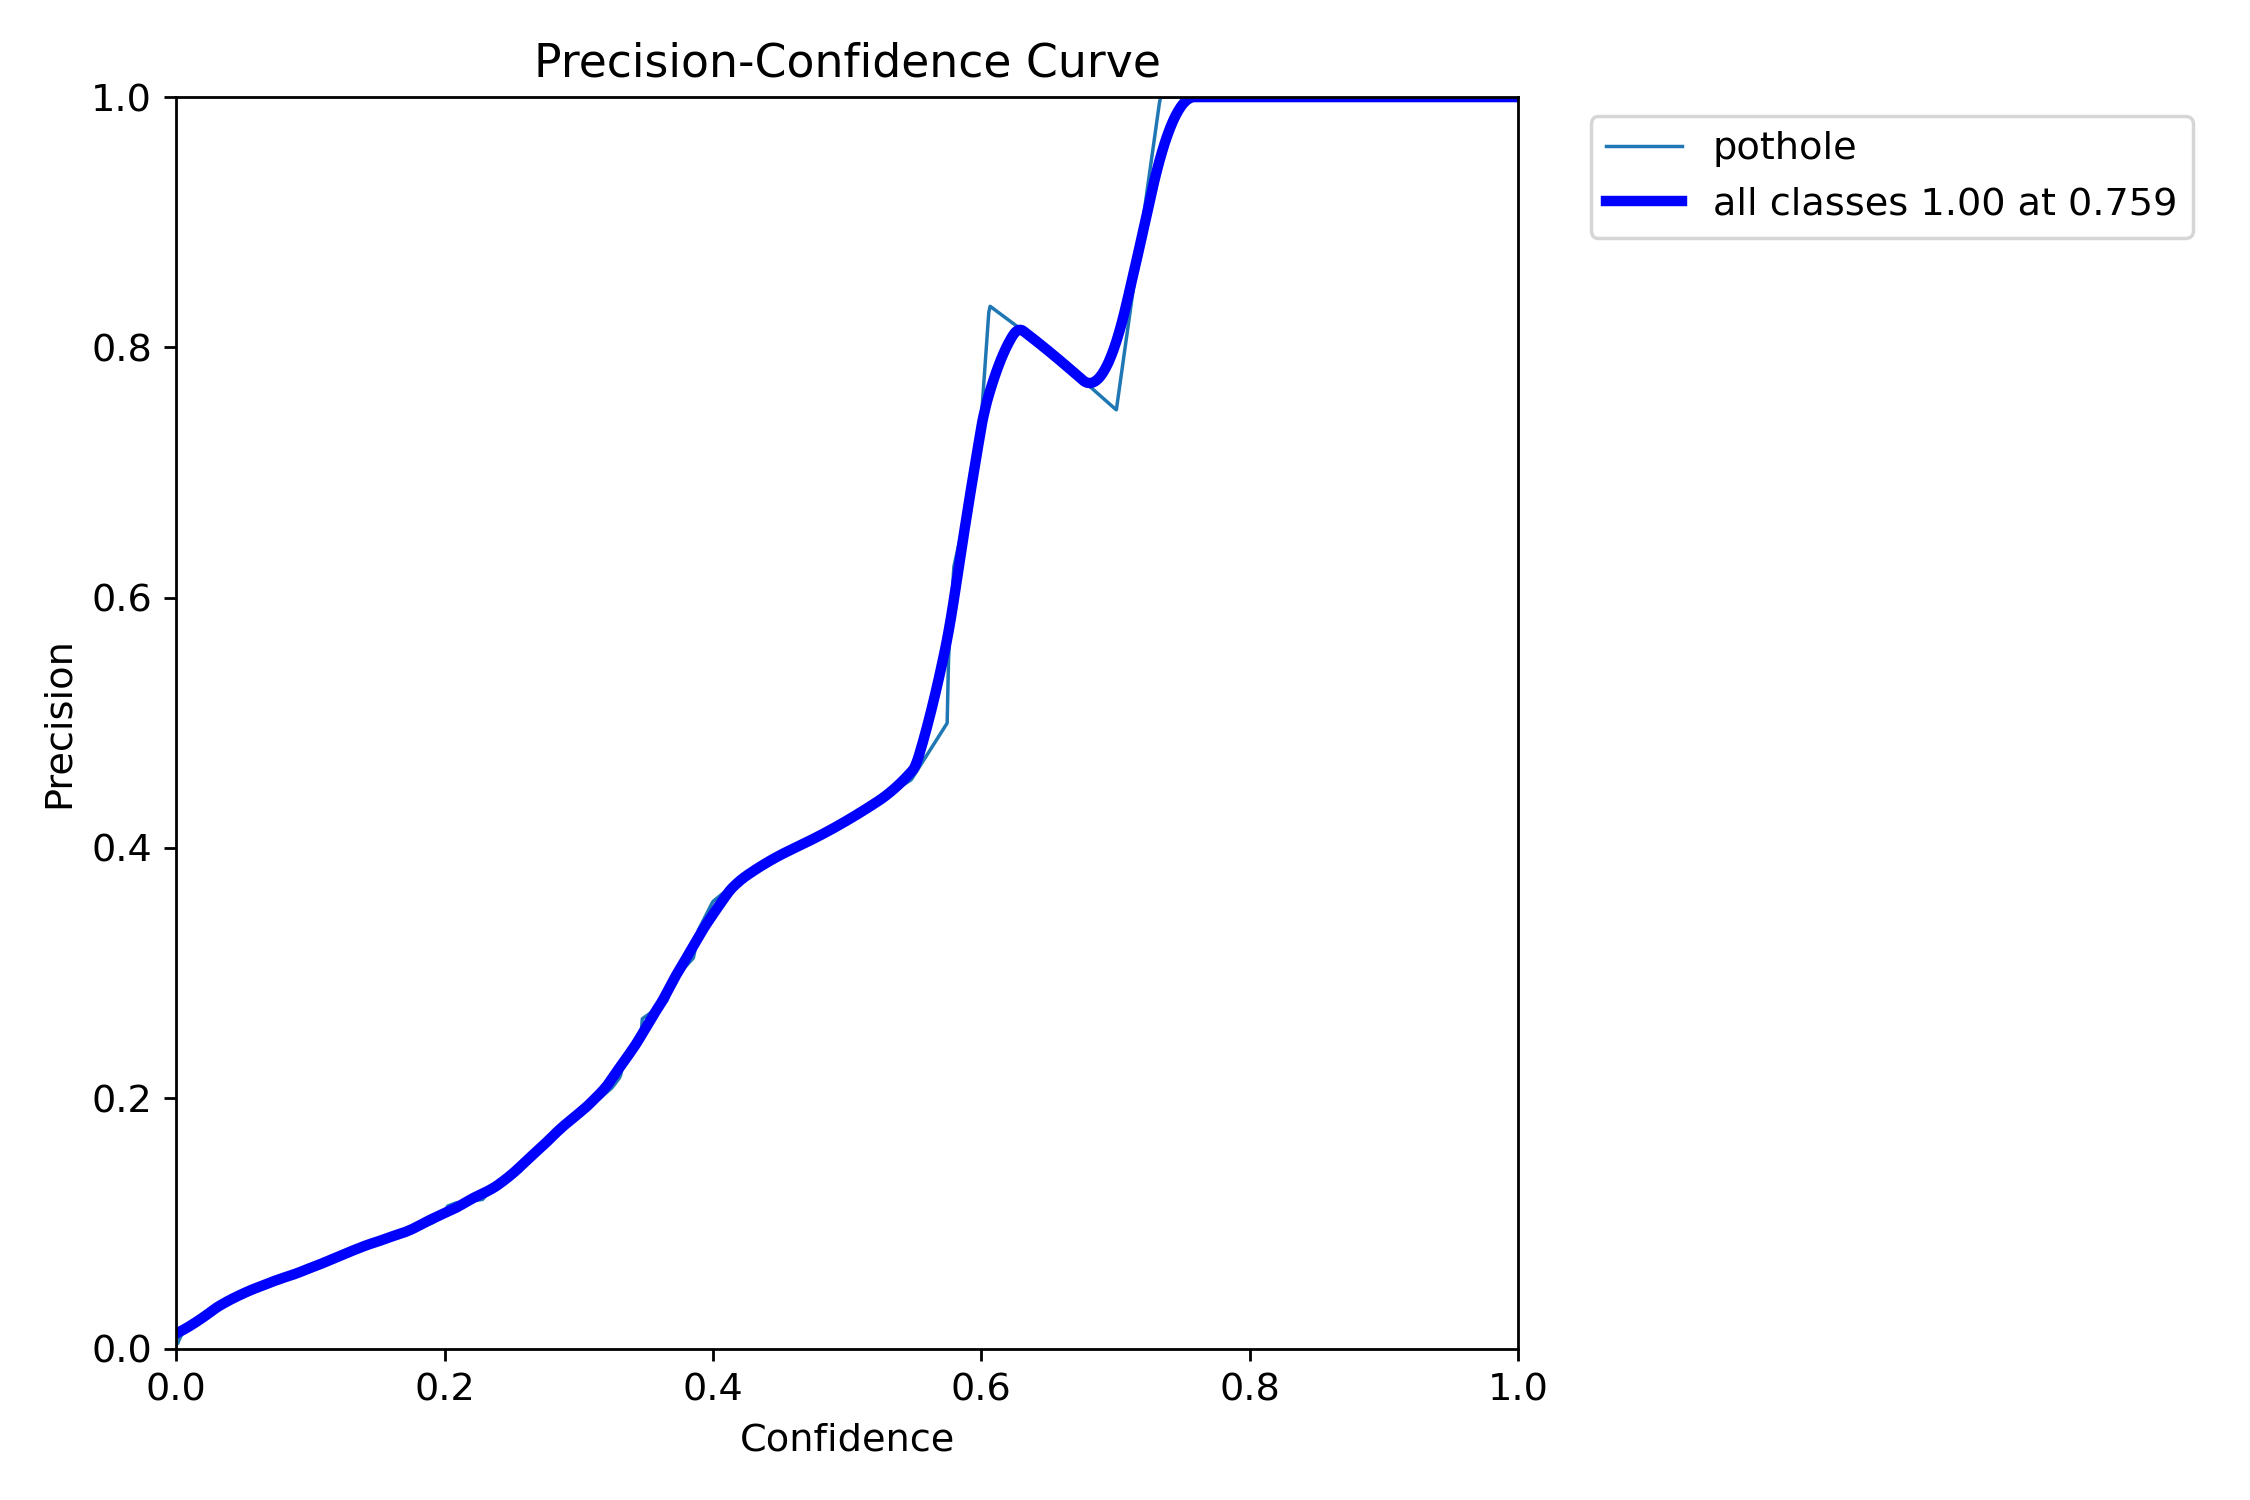 Precision-Confidence Curve
1.0
0.8
0.6
0.4
0.2
0.0
Precision
0.0 0.2 0.4 0.6 0.8 1.0
Confidence
pothole
all classes 1.00 at 0.759